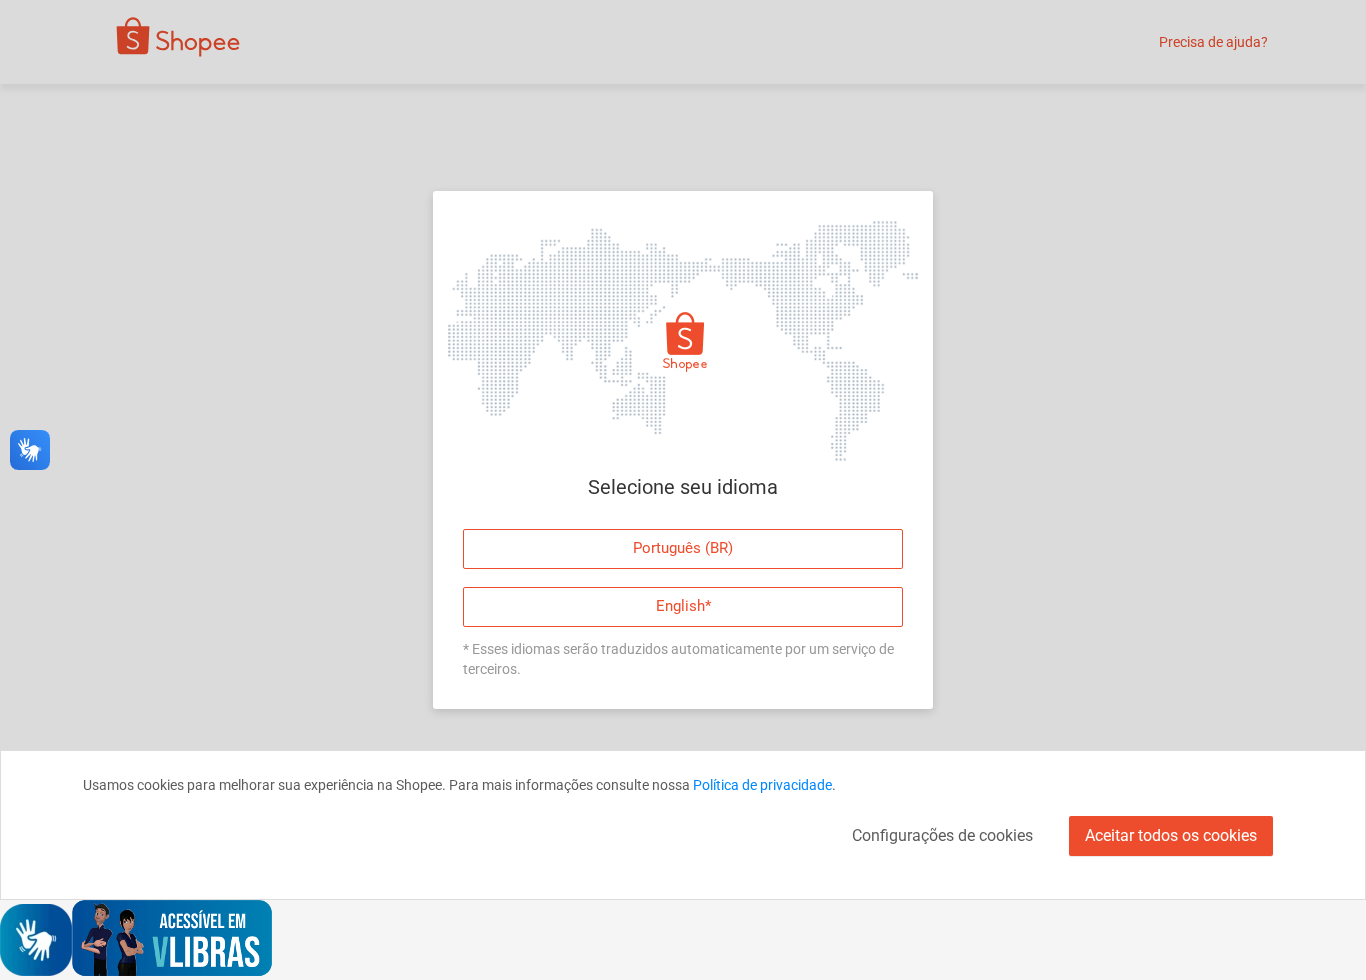 Shopee
Precisa de ajuda?
Shopee
Selecione seu idioma
Português (BR)
English*
* Esses idiomas serão traduzidos automaticamente por um serviço de
terceiros.
Usamos cookies para melhorar sua experiência na Shopee. Para mais informações consulte nossa Política de privacidade.
Configurações de cookies
Aceitar todos os cookies
ACESSÍVEL EM
VLIBRAS